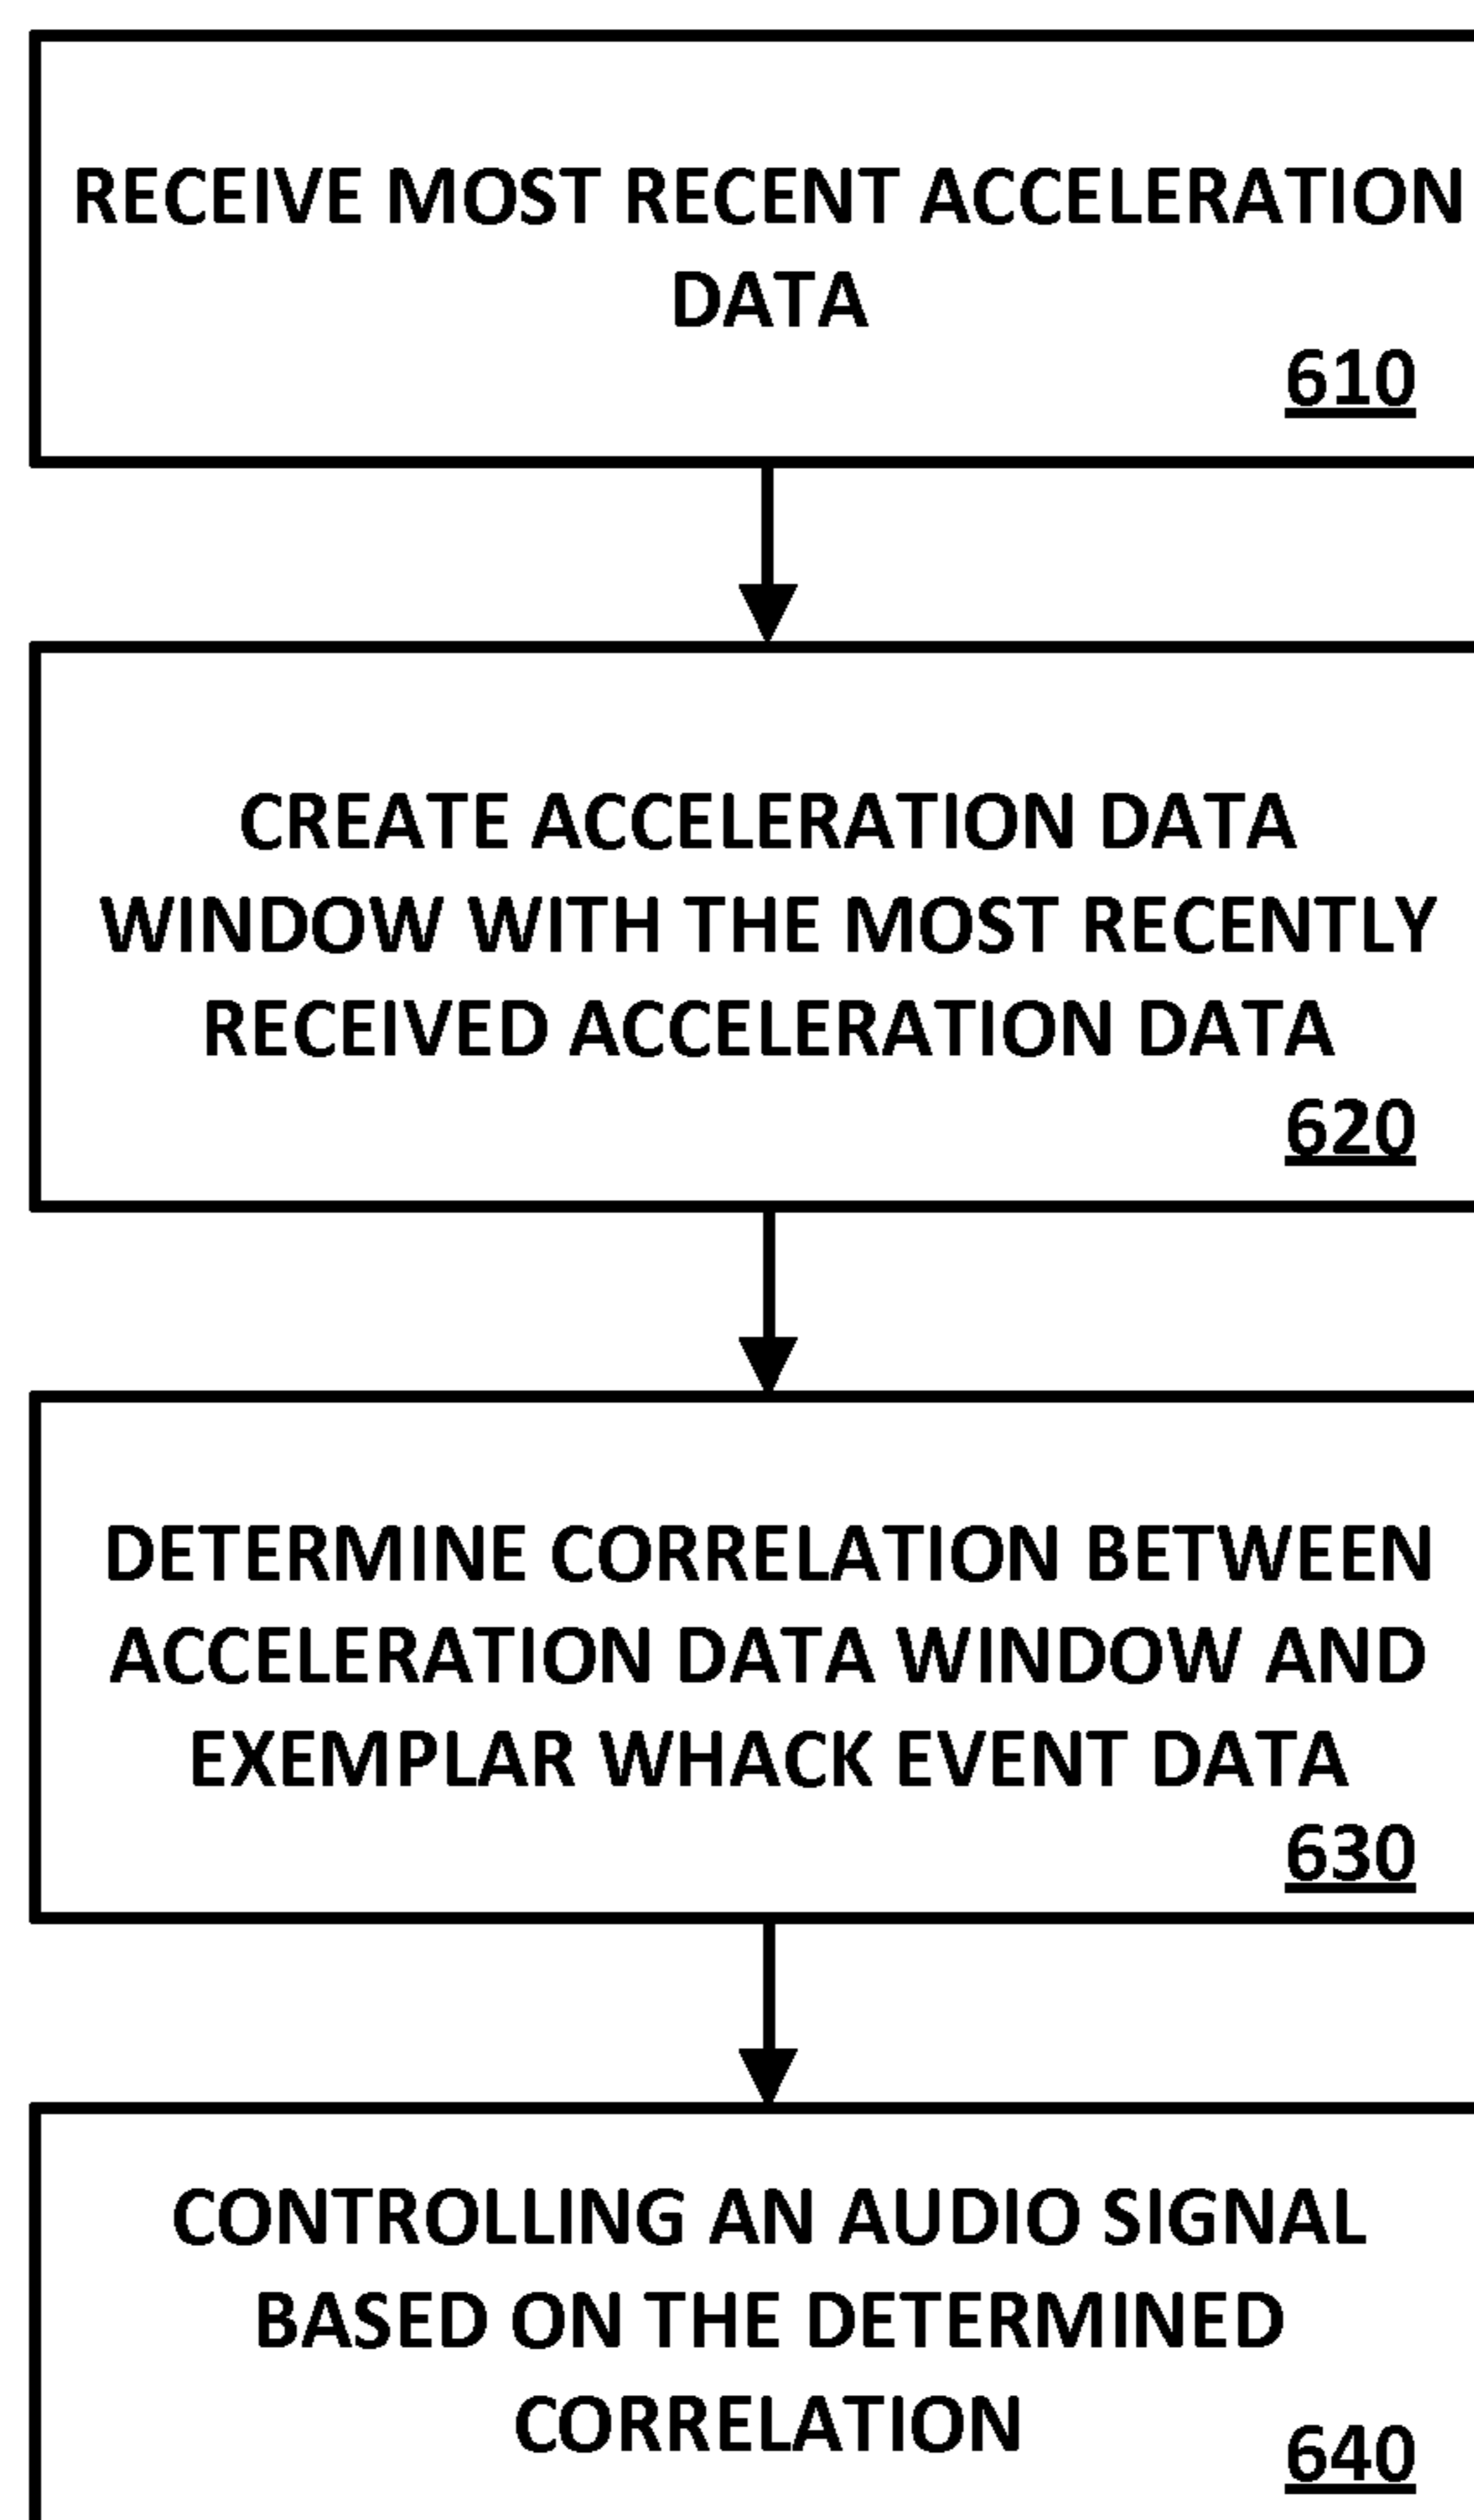 RECEIVE MOST RECENT ACCELERATION
DATA
610
CREATE ACCELERATION DATA
WINDOW WITH THE MOST RECENTLY
RECEIVED ACCELERATION DATA
620
DETERMINE CORRELATION BETWEEN
ACCELERATION DATA WINDOW AND
EXEMPLAR WHACK EVENT DATA
630
CONTROLLING AN AUDIO SIGNAL
BASED ON THE DETERMINED
CORRELATION
640